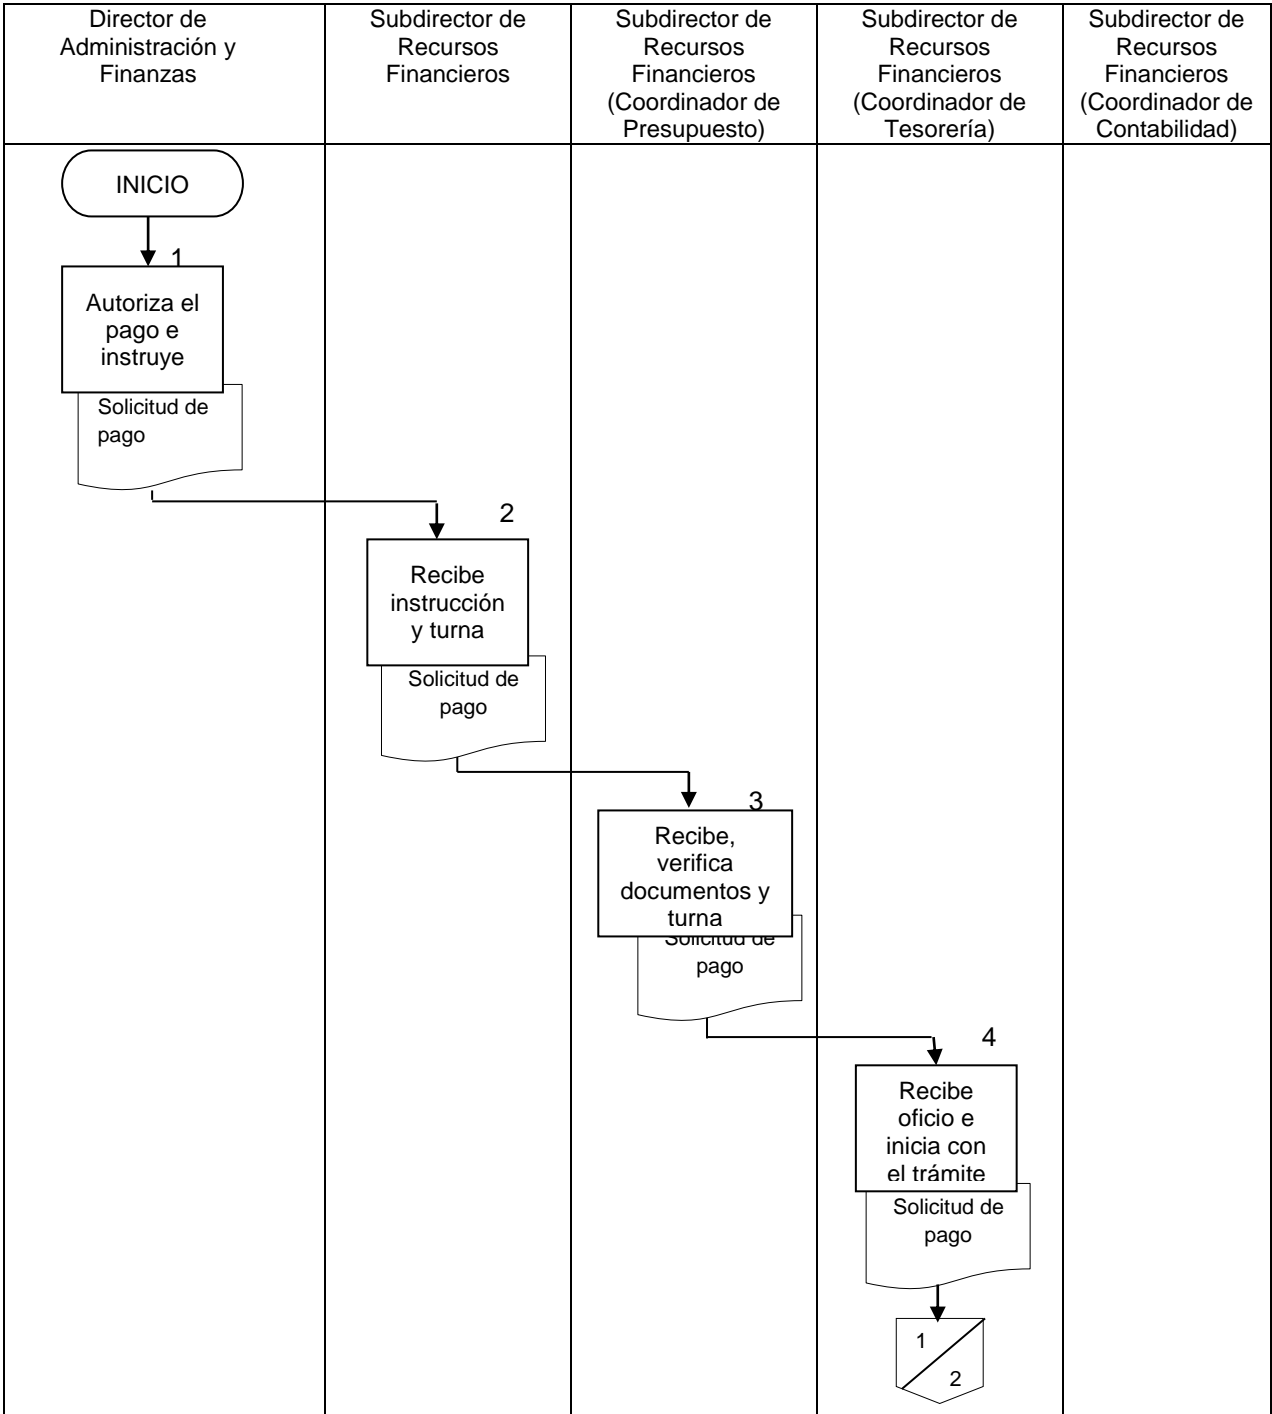 Director de
Administración y
Finanzas
Subdirector de
Recursos
Financieros
Subdirector de
Recursos
Financieros
(Coordinador de
Presupuesto)
Subdirector de
Recursos
Financieros
(Coordinador de
Tesorería)
Subdirector de
Recursos
Financieros
(Coordinador de
Contabilidad)
INICIO
1
Autoriza el
pago e
instruye
Solicitud de
pago
2
Recibe
instrucción
y turna
Solicitud de
pago
3
Recibe,
verifica
documentos y
turna
Solicitud de
pago
4
Recibe
oficio e
inicia con
el trámite
Solicitud de
pago
1
2